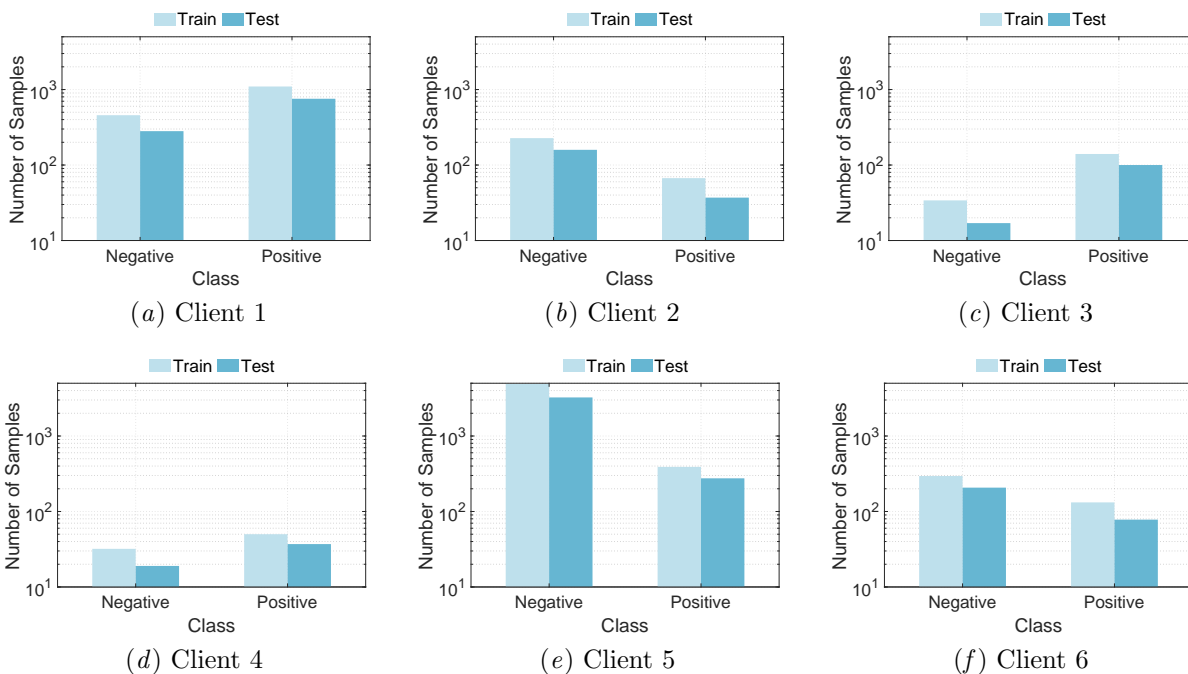 Train Test
Number of Samples
10^3
10^2
10^1
Negative Positive
Class
(a) Client 1
Train Test
Number of Samples
10^3
10^2
10^1
Negative Positive
Class
(b) Client 2
Train Test
Number of Samples
10^3
10^2
10^1
Negative Positive
Class
(c) Client 3
Train Test
Number of Samples
10^3
10^2
10^1
Negative Positive
Class
(d) Client 4
Train Test
Number of Samples
10^3
10^2
10^1
Negative Positive
Class
(e) Client 5
Train Test
Number of Samples
10^3
10^2
10^1
Negative Positive
Class
(f) Client 6